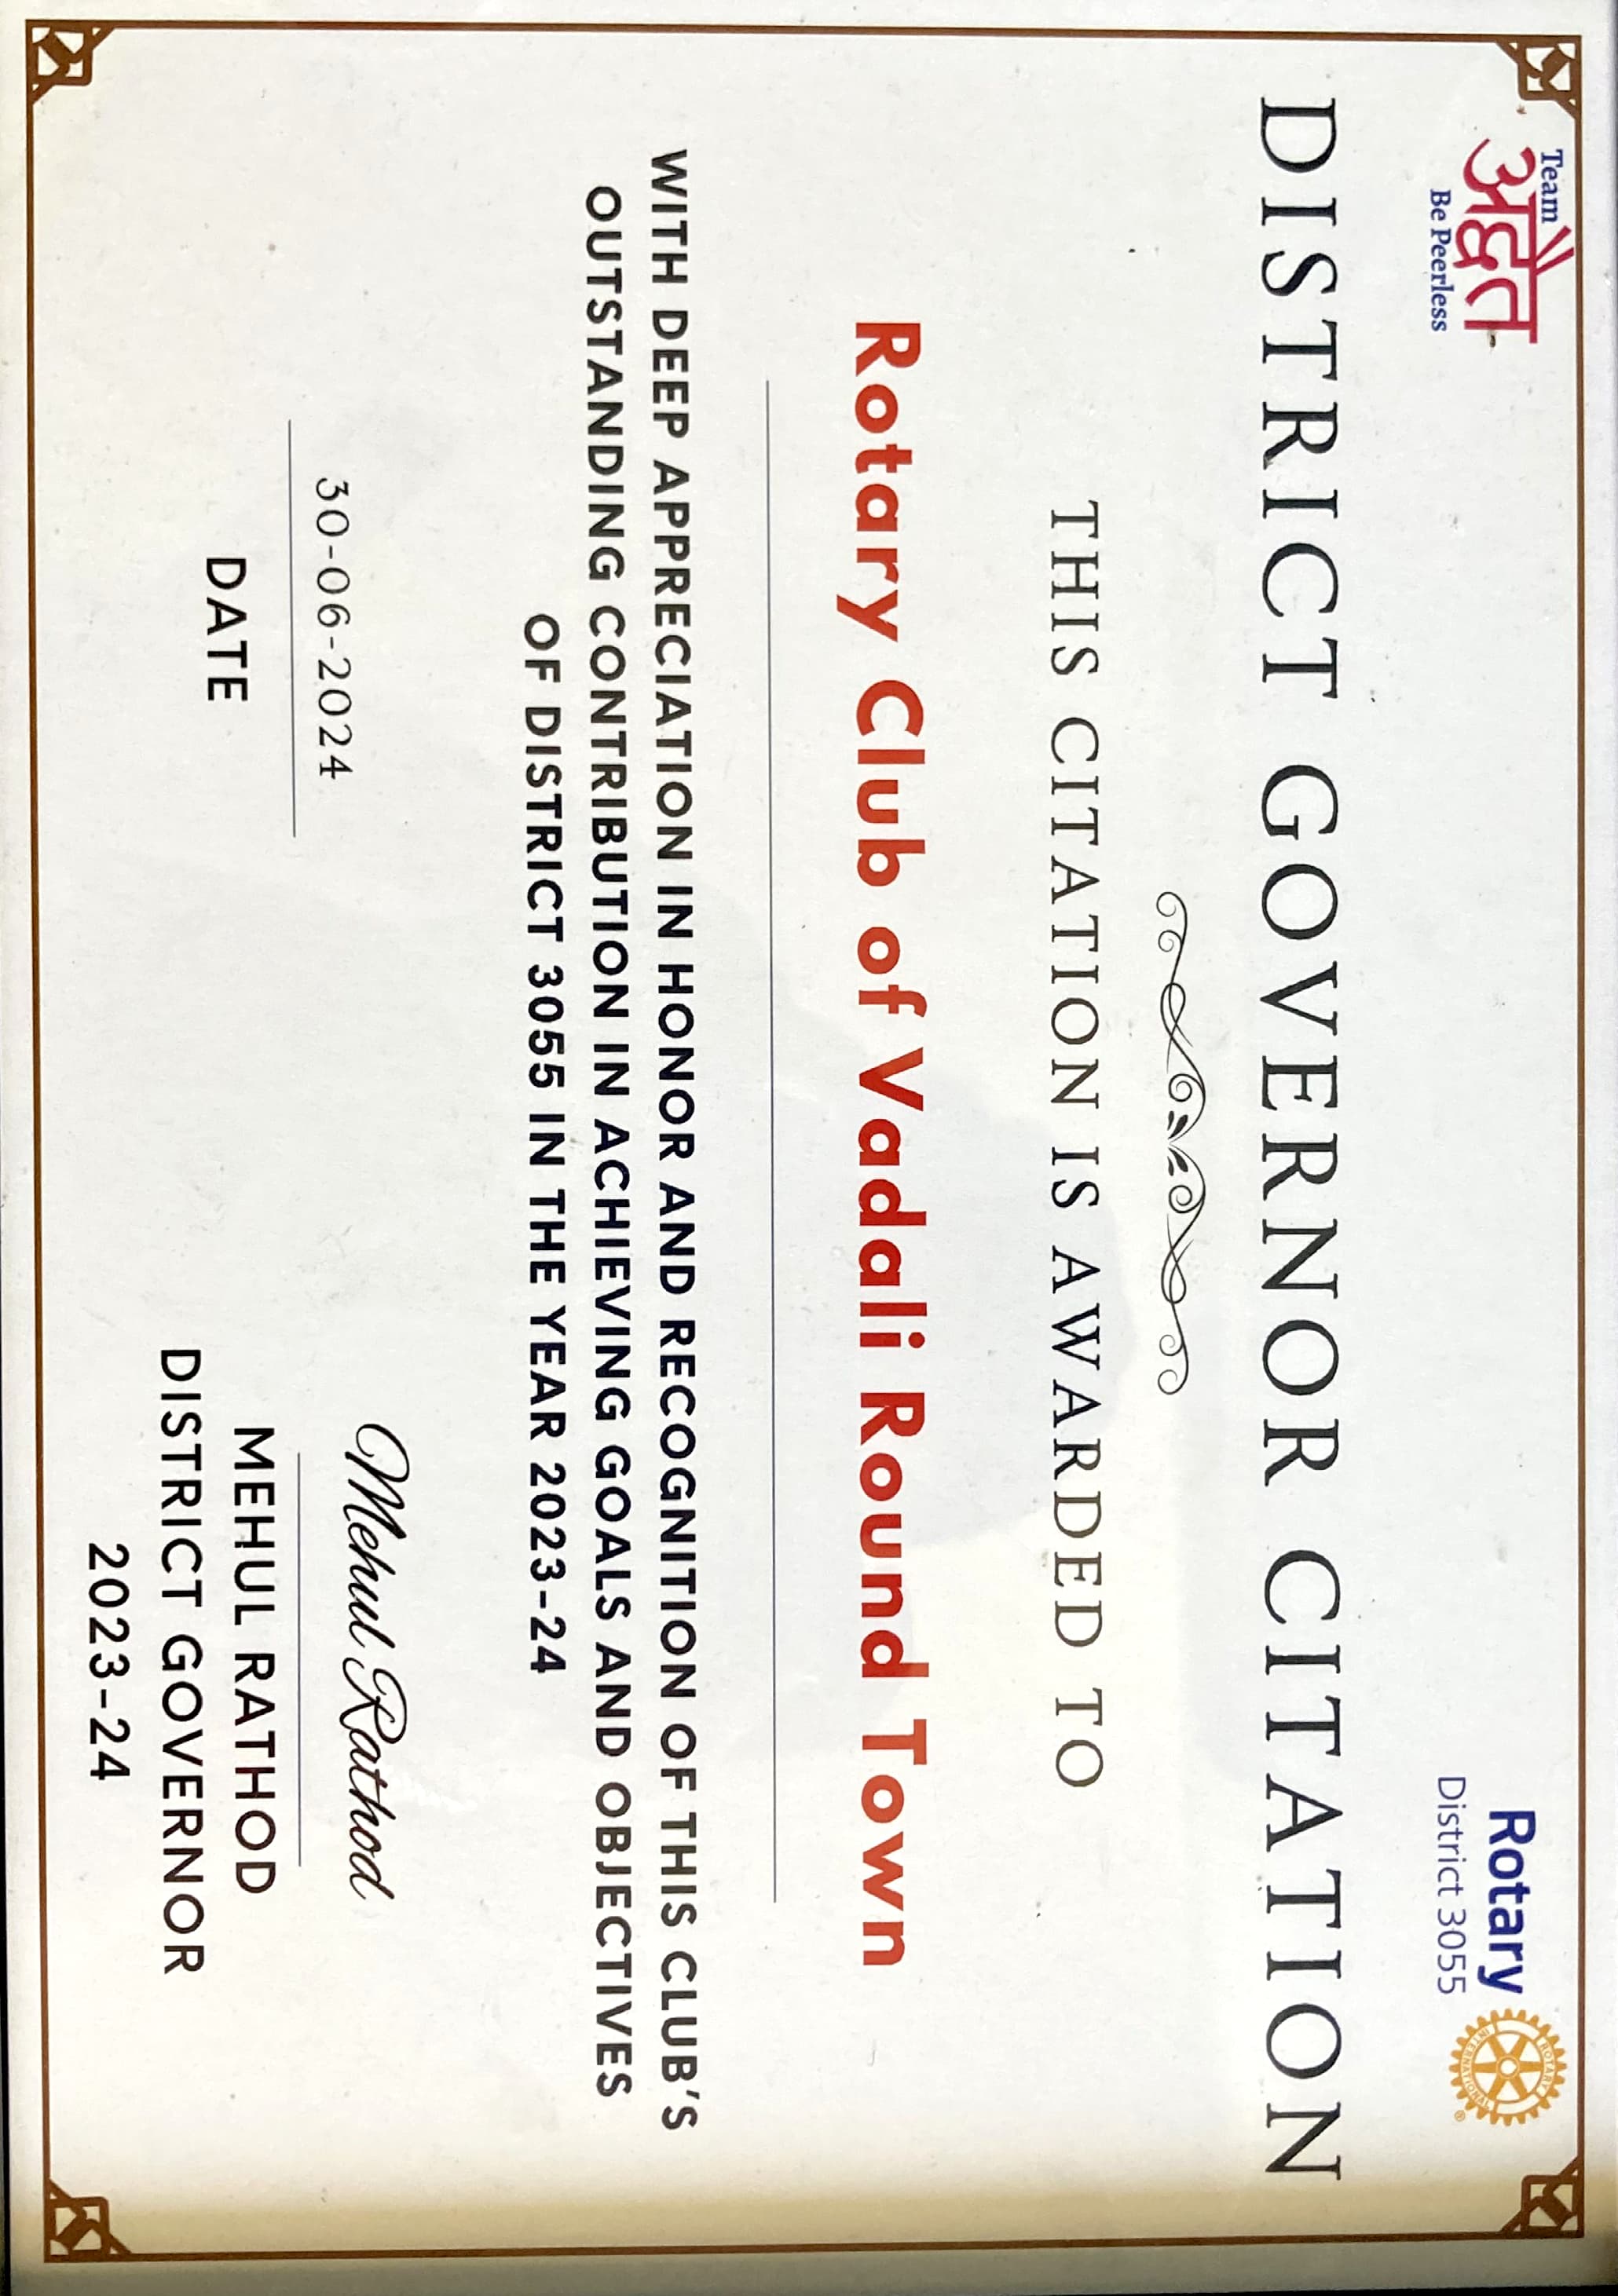 Team
अद्वैत
Be Peerless
Rotary
District 3055
ROTARY
INTERNATIONAL
®
DISTRICT GOVERNOR CITATION
THIS CITATION IS AWARDED TO
Rotary Club of Vadali Round Town
WITH DEEP APPRECIATION IN HONOR AND RECOGNITION OF THIS CLUB'S
OUTSTANDING CONTRIBUTION IN ACHIEVING GOALS AND OBJECTIVES
OF DISTRICT 3055 IN THE YEAR 2023-24
30-06-2024
DATE
Mehul Rathod
MEHUL RATHOD
DISTRICT GOVERNOR
2023-24